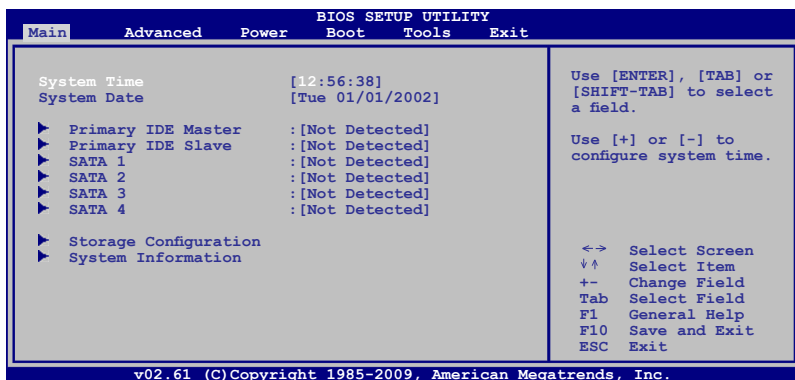 BIOS SETUP UTILITY
Main Advanced Power Boot Tools Exit
System Time [12:56:38]
System Date [Tue 01/01/2002]
Primary IDE Master :[Not Detected]
Primary IDE Slave :[Not Detected]
SATA 1 :[Not Detected]
SATA 2 :[Not Detected]
SATA 3 :[Not Detected]
SATA 4 :[Not Detected]
Storage Configuration
System Information
Use [ENTER], [TAB] or
[SHIFT-TAB] to select
a field.
Use [+] or [-] to
configure system time.
←→ Select Screen
↓↑ Select Item
+- Change Field
Tab Select Field
F1 General Help
F10 Save and Exit
ESC Exit
v02.61 (C)Copyright 1985-2009, American Megatrends, Inc.